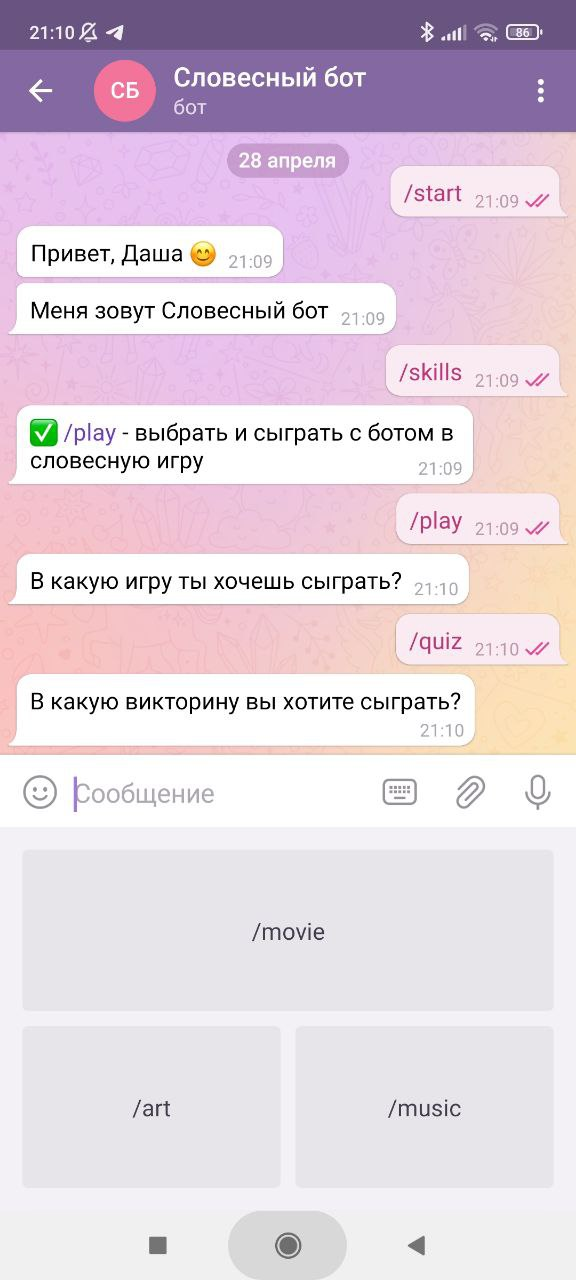 21:10
86
СБ
Словесный бот
бот
28 апреля
/start 21:09
Привет, Даша 😊 21:09
Меня зовут Словесный бот 21:09
/skills 21:09
✅ /play - выбрать и сыграть с ботом в
словесную игру 21:09
/play 21:09
В какую игру ты хочешь сыграть? 21:10
/quiz 21:10
В какую викторину вы хотите сыграть?
21:10
Сообщение
/movie
/art
/music